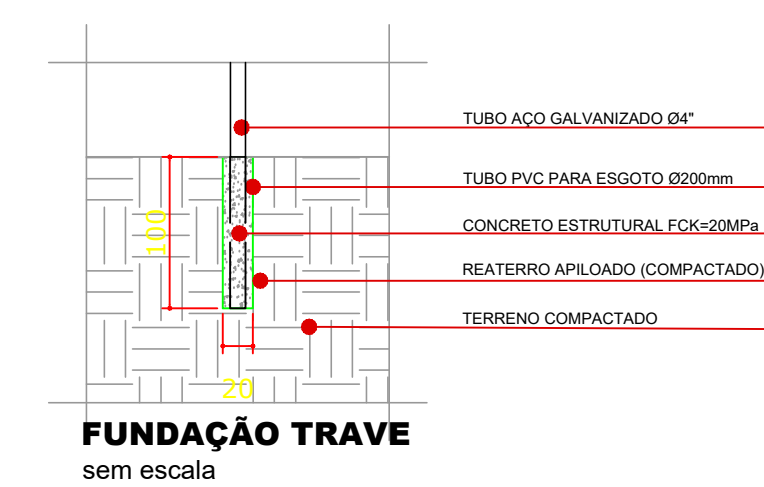 TUBO AÇO GALVANIZADO Ø4"
TUBO PVC PARA ESGOTO Ø200mm
CONCRETO ESTRUTURAL FCK=20MPa
REATERRO APILOADO (COMPACTADO)
TERRENO COMPACTADO
100
20
FUNDAÇÃO TRAVE
sem escala